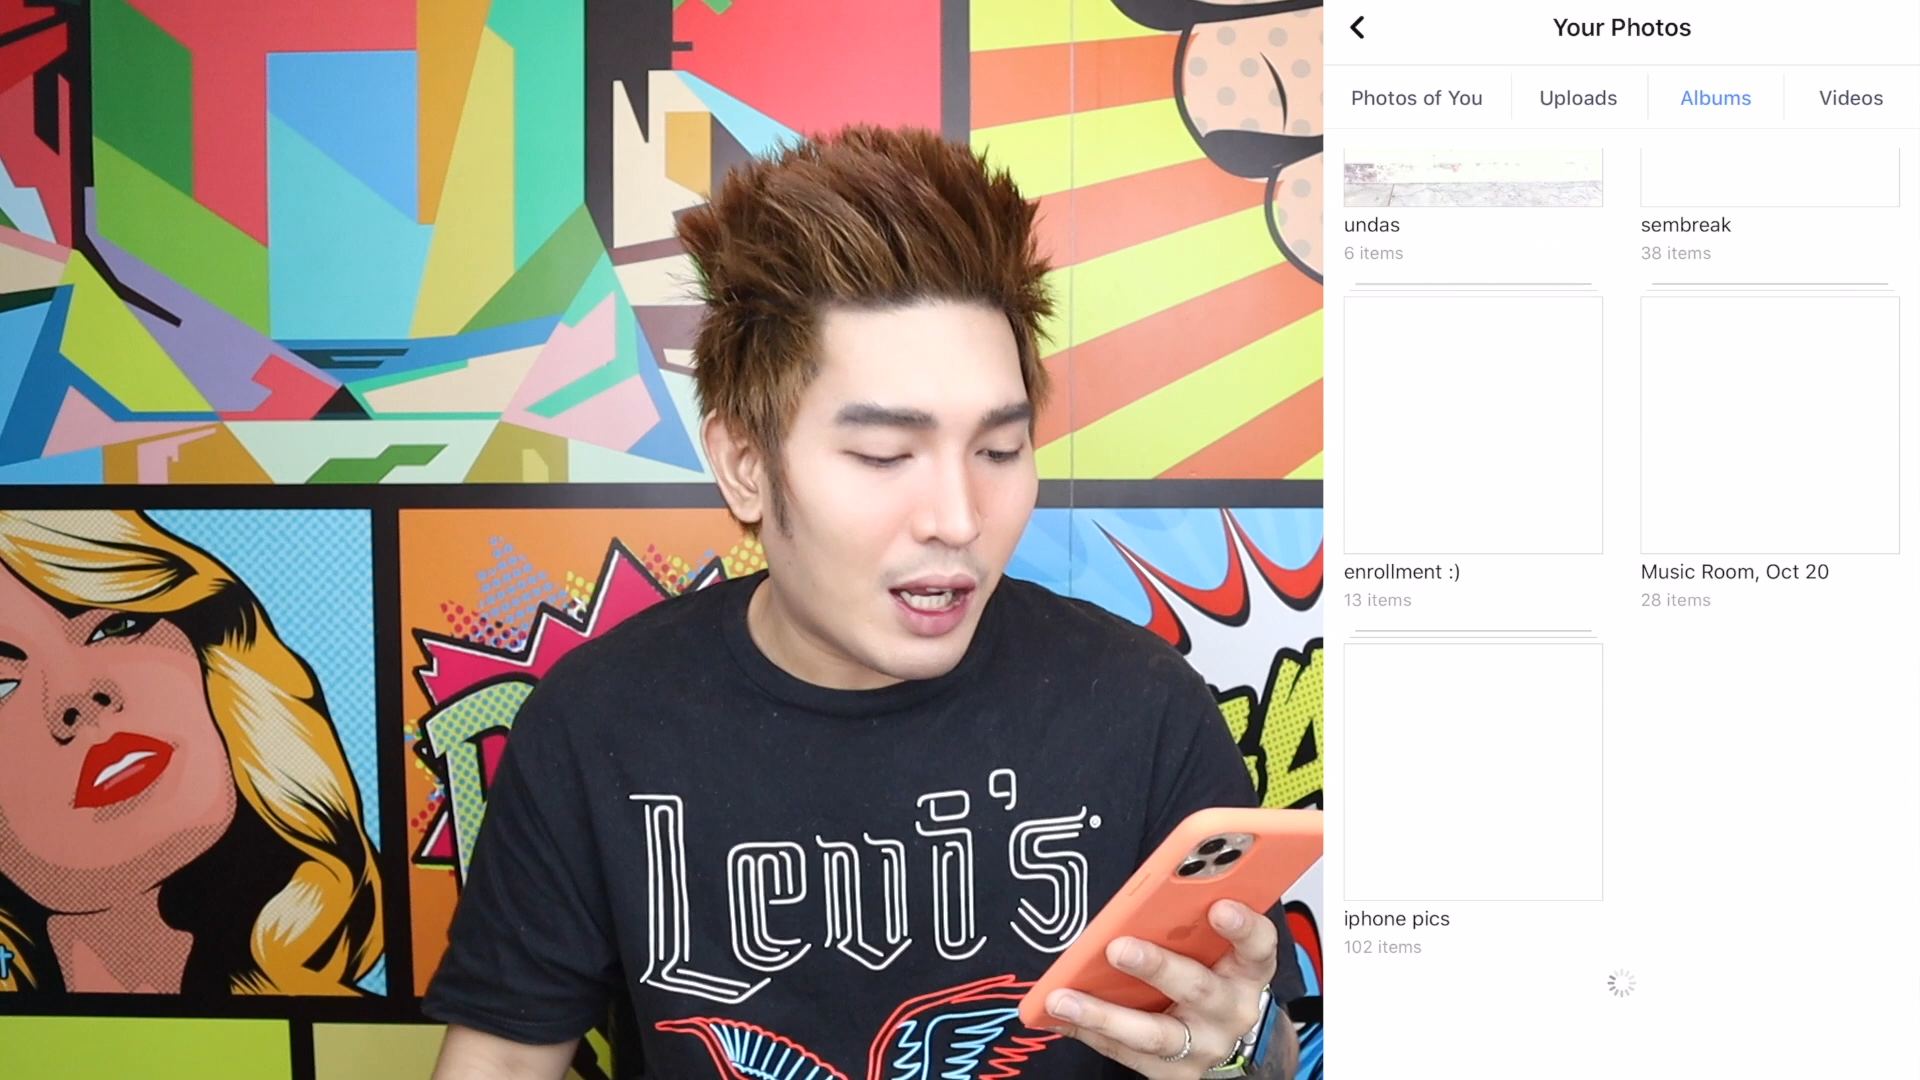 Your Photos
Photos of You
Uploads
Albums
Videos
undas
6 items
sembreak
38 items
enrollment :)
13 items
Music Room, Oct 20
28 items
iphone pics
102 items
Levi's